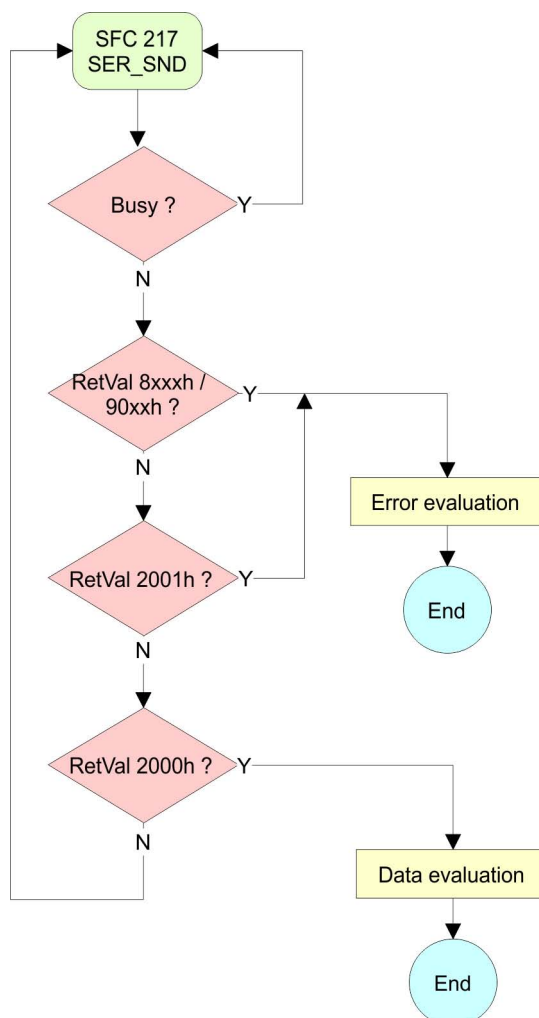 SFC 217
SER_SND
Busy ?
Y
N
RetVal 8xxxh /
90xxh ?
Y
N
Error evaluation
RetVal 2001h ?
Y
End
N
RetVal 2000h ?
Y
N
Data evaluation
End